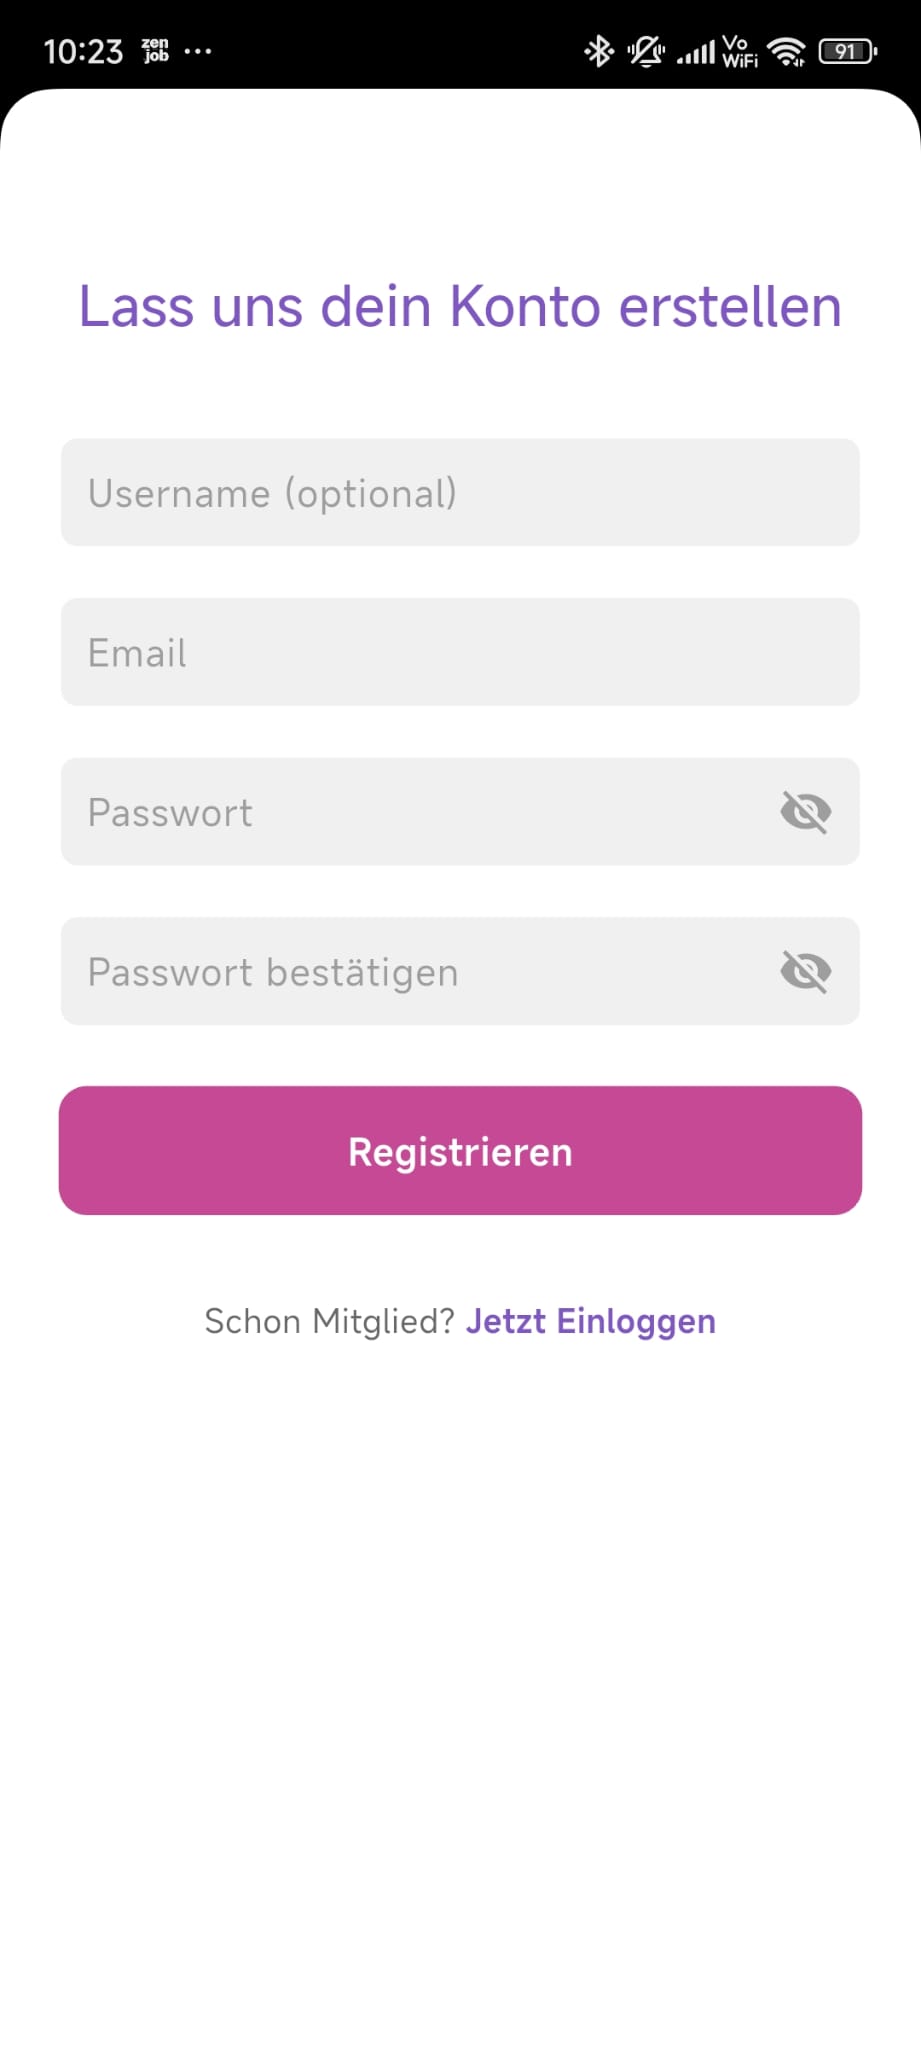 10:23 zen job ...
Vo WiFi 91
Lass uns dein Konto erstellen
Username (optional)
Email
Passwort
Passwort bestätigen
Registrieren
Schon Mitglied? Jetzt Einloggen